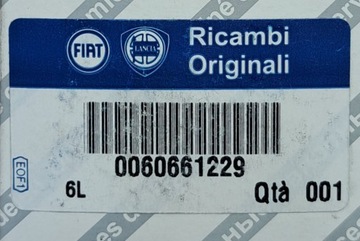 FIAT
LANCIA
Ricambi
Originali
0060661229
EOF1
6L
Qtà 001